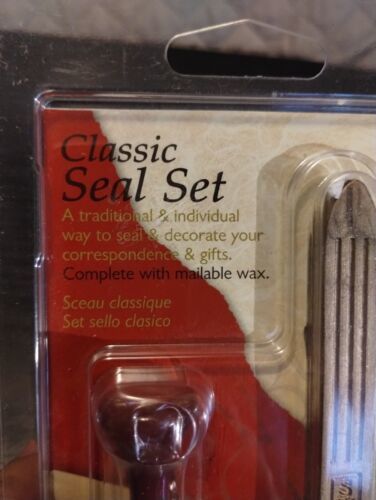 Classic
Seal Set
A traditional & individual
way to seal & decorate your
correspondence & gifts.
Complete with mailable wax.
Sceau classique
Set sello clasico